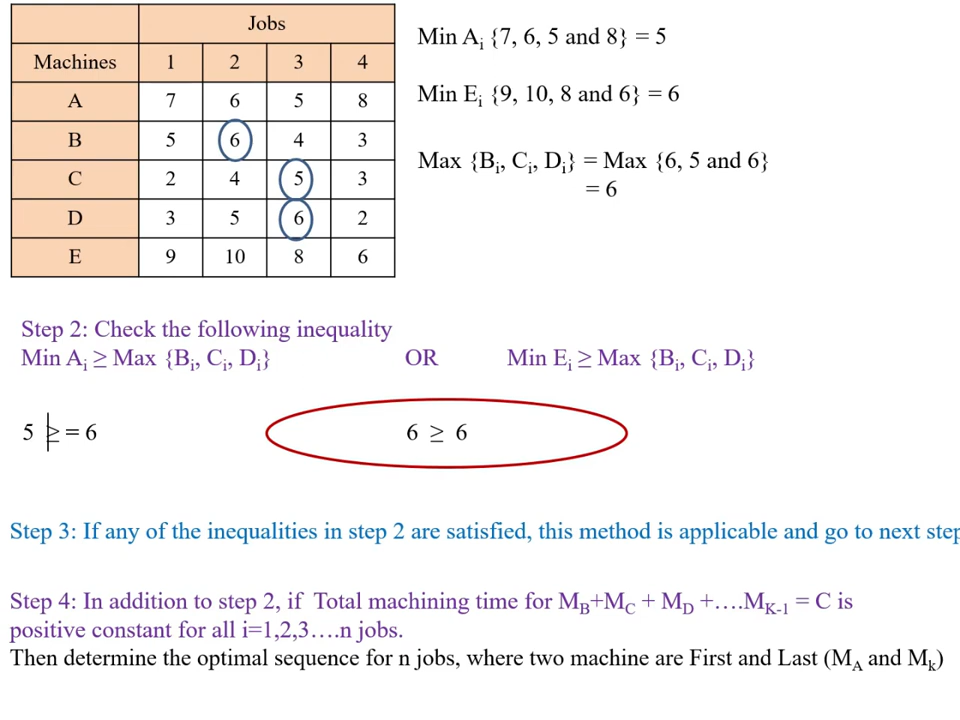 Jobs
Machines 1 2 3 4
A 7 6 5 8
B 5 6 4 3
C 2 4 5 3
D 3 5 6 2
E 9 10 8 6
Min Aᵢ {7, 6, 5 and 8} = 5
Min Eᵢ {9, 10, 8 and 6} = 6
Max {Bᵢ, Cᵢ, Dᵢ} = Max {6, 5 and 6}
= 6
Step 2: Check the following inequality
Min Aᵢ ≥ Max {Bᵢ, Cᵢ, Dᵢ} OR Min Eᵢ ≥ Max {Bᵢ, Cᵢ, Dᵢ}
5 ≥ = 6 6 ≥ 6
Step 3: If any of the inequalities in step 2 are satisfied, this method is applicable and go to next step
Step 4: In addition to step 2, if Total machining time for M_B+M_C + M_D +….M_K-1 = C is
positive constant for all i=1,2,3….n jobs.
Then determine the optimal sequence for n jobs, where two machine are First and Last (M_A and M_k)